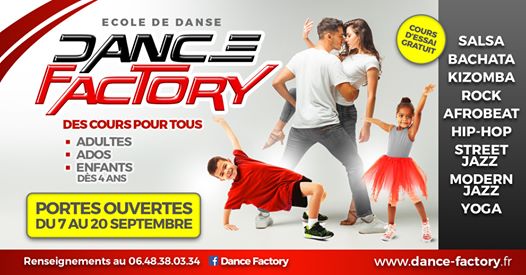 ECOLE DE DANSE
DANCE
FACTORY
DES COURS POUR TOUS
• ADULTES
• ADOS
• ENFANTS
DÈS 4 ANS
PORTES OUVERTES
DU 7 AU 20 SEPTEMBRE
COURS
D'ESSAI
GRATUIT
SALSA
BACHATA
KIZOMBA
ROCK
AFROBEAT
HIP-HOP
STREET
JAZZ
MODERN
JAZZ
YOGA
Renseignements au 06.48.38.03.34 f Dance Factory
www.dance-factory.fr